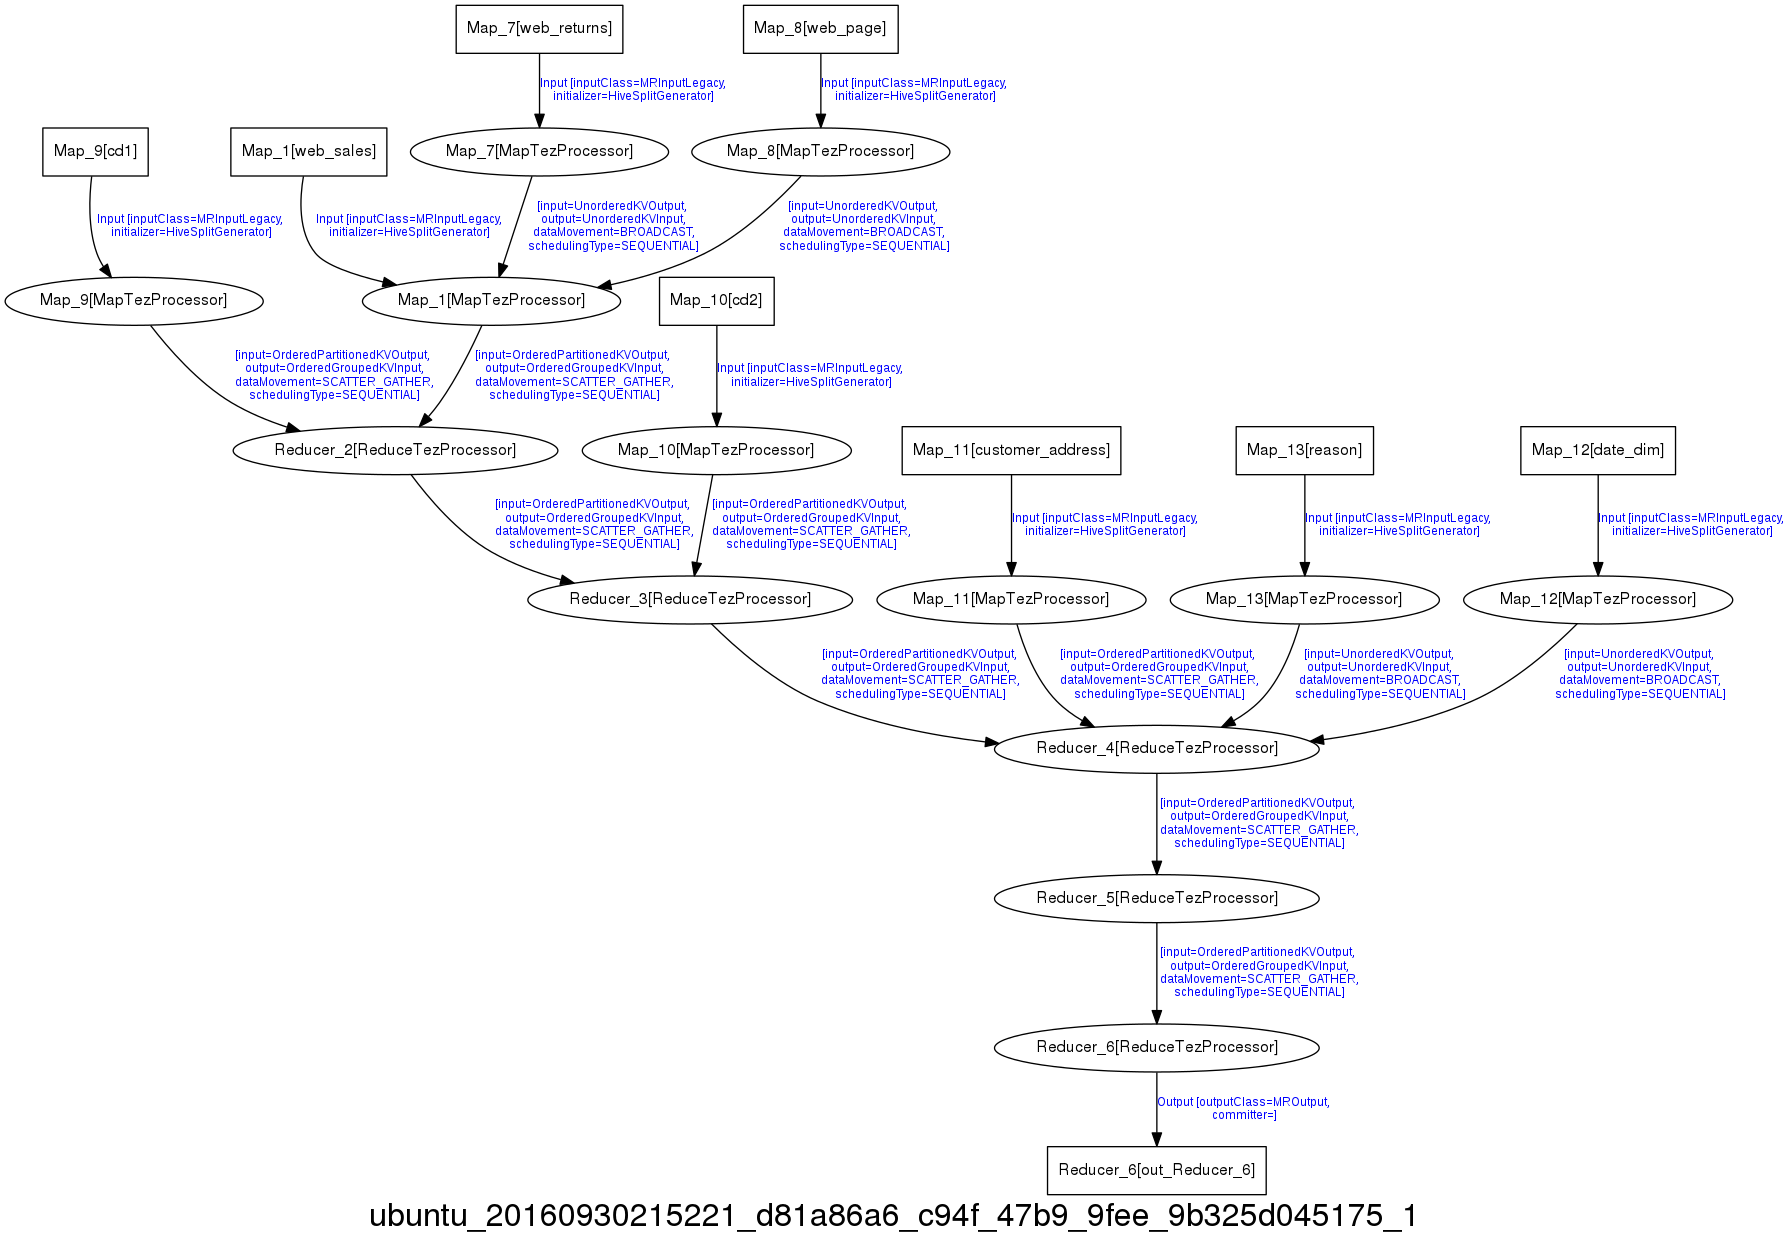 Map_7[web_returns]
Map_8[web_page]
Input [inputClass=MRInputLegacy,
initializer=HiveSplitGenerator]
Input [inputClass=MRInputLegacy,
initializer=HiveSplitGenerator]
Map_9[cd1]
Map_1[web_sales]
Map_7[MapTezProcessor]
Map_8[MapTezProcessor]
Input [inputClass=MRInputLegacy,
initializer=HiveSplitGenerator]
Input [inputClass=MRInputLegacy,
initializer=HiveSplitGenerator]
[input=UnorderedKVOutput,
output=UnorderedKVInput,
dataMovement=BROADCAST,
schedulingType=SEQUENTIAL]
[input=UnorderedKVOutput,
output=UnorderedKVInput,
dataMovement=BROADCAST,
schedulingType=SEQUENTIAL]
Map_9[MapTezProcessor]
Map_1[MapTezProcessor]
Map_10[cd2]
[input=OrderedPartitionedKVOutput,
output=OrderedGroupedKVInput,
dataMovement=SCATTER_GATHER,
schedulingType=SEQUENTIAL]
[input=OrderedPartitionedKVOutput,
output=OrderedGroupedKVInput,
dataMovement=SCATTER_GATHER,
schedulingType=SEQUENTIAL]
Input [inputClass=MRInputLegacy,
initializer=HiveSplitGenerator]
Reducer_2[ReduceTezProcessor]
Map_10[MapTezProcessor]
Map_11[customer_address]
Map_13[reason]
Map_12[date_dim]
[input=OrderedPartitionedKVOutput,
output=OrderedGroupedKVInput,
dataMovement=SCATTER_GATHER,
schedulingType=SEQUENTIAL]
[input=OrderedPartitionedKVOutput,
output=OrderedGroupedKVInput,
dataMovement=SCATTER_GATHER,
schedulingType=SEQUENTIAL]
Input [inputClass=MRInputLegacy,
initializer=HiveSplitGenerator]
Input [inputClass=MRInputLegacy,
initializer=HiveSplitGenerator]
Input [inputClass=MRInputLegacy,
initializer=HiveSplitGenerator]
Reducer_3[ReduceTezProcessor]
Map_11[MapTezProcessor]
Map_13[MapTezProcessor]
Map_12[MapTezProcessor]
[input=OrderedPartitionedKVOutput,
output=OrderedGroupedKVInput,
dataMovement=SCATTER_GATHER,
schedulingType=SEQUENTIAL]
[input=OrderedPartitionedKVOutput,
output=OrderedGroupedKVInput,
dataMovement=SCATTER_GATHER,
schedulingType=SEQUENTIAL]
[input=UnorderedKVOutput,
output=UnorderedKVInput,
dataMovement=BROADCAST,
schedulingType=SEQUENTIAL]
[input=UnorderedKVOutput,
output=UnorderedKVInput,
dataMovement=BROADCAST,
schedulingType=SEQUENTIAL]
Reducer_4[ReduceTezProcessor]
[input=OrderedPartitionedKVOutput,
output=OrderedGroupedKVInput,
dataMovement=SCATTER_GATHER,
schedulingType=SEQUENTIAL]
Reducer_5[ReduceTezProcessor]
[input=OrderedPartitionedKVOutput,
output=OrderedGroupedKVInput,
dataMovement=SCATTER_GATHER,
schedulingType=SEQUENTIAL]
Reducer_6[ReduceTezProcessor]
Output [outputClass=MROutput,
committer=]
Reducer_6[out_Reducer_6]
ubuntu_20160930215221_d81a86a6_c94f_47b9_9fee_9b325d045175_1